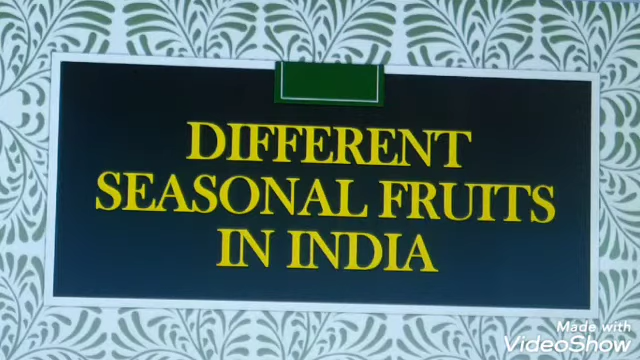 DIFFERENT
SEASONAL FRUITS
IN INDIA
Made with
VideoShow